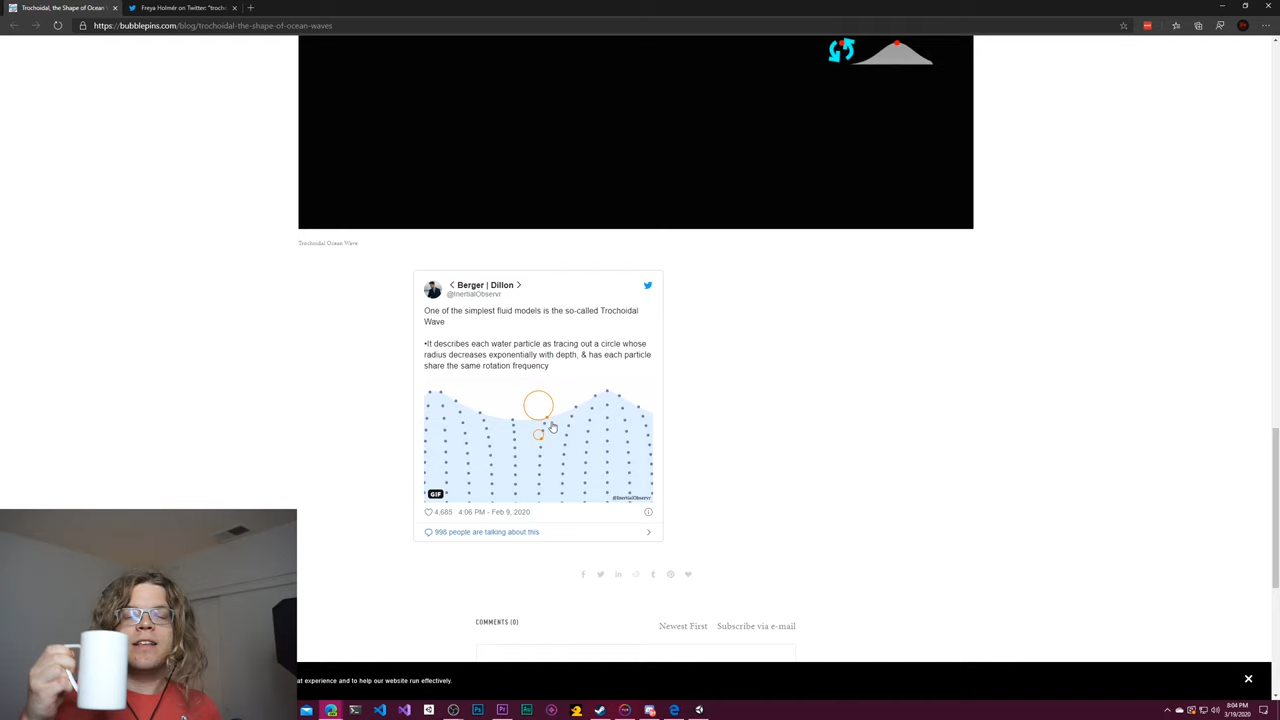 Trochoidal, the Shape of Ocean
Freya Holmér on Twitter: "troch
https://bubblepins.com/blog/trochoidal-the-shape-of-ocean-waves
Trochoidal Ocean Wave
< Berger | Dillon >
@InertialObservr
One of the simplest fluid models is the so-called Trochoidal
Wave
•It describes each water particle as tracing out a circle whose
radius decreases exponentially with depth, & has each particle
share the same rotation frequency
GIF
@InertialObservr
4,685 4:06 PM - Feb 9, 2020
998 people are talking about this
COMMENTS (0)
Newest First Subscribe via e-mail
at experience and to help our website run effectively.
8:04 PM
3/19/2020